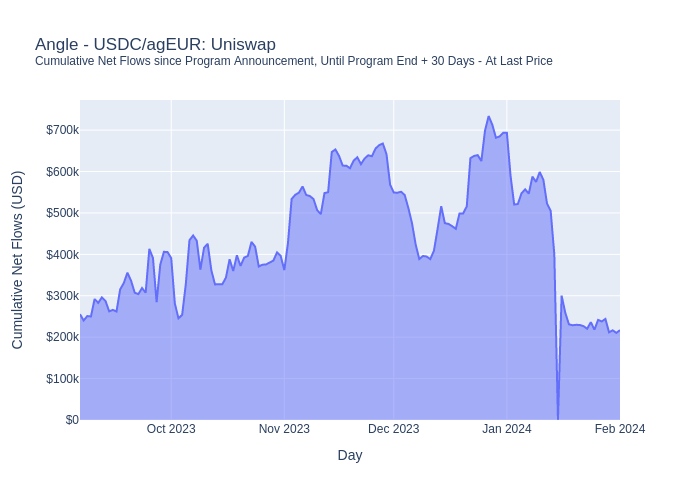 Angle - USDC/agEUR: Uniswap
Cumulative Net Flows since Program Announcement, Until Program End + 30 Days - At Last Price
Cumulative Net Flows (USD)
$700k
$600k
$500k
$400k
$300k
$200k
$100k
$0
Oct 2023
Nov 2023
Dec 2023
Jan 2024
Feb 2024
Day